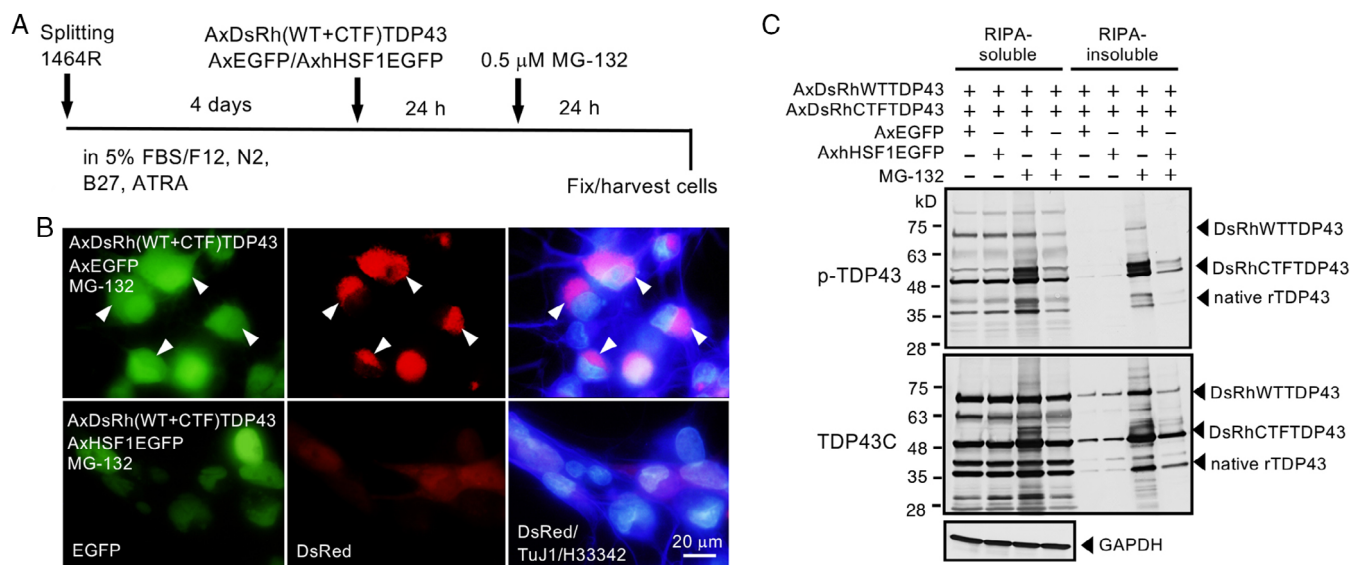 A
Splitting
1464R
AxDsRh(WT+CTF)TDP43
AxEGFP/AxhHSF1EGFP
0.5 μM MG-132
4 days
24 h
24 h
in 5% FBS/F12, N2,
B27, ATRA
Fix/harvest cells
B
AxDsRh(WT+CTF)TDP43
AxEGFP
MG-132
AxDsRh(WT+CTF)TDP43
AxHSF1EGFP
MG-132
EGFP
DsRed
DsRed/
TuJ1/H33342
20 μm
C
RIPA-
soluble
RIPA-
insoluble
AxDsRhWTTDP43 + + + + + + + +
AxDsRhCTFTDP43 + + + + + + + +
AxEGFP + − + − + − + −
AxhHSF1EGFP − + − + − + − +
MG-132 − − + + − − + +
kD
75
63
48
35
28
p-TDP43
DsRhWTTDP43
DsRhCTFTDP43
native rTDP43
75
63
48
35
28
TDP43C
DsRhWTTDP43
DsRhCTFTDP43
native rTDP43
GAPDH